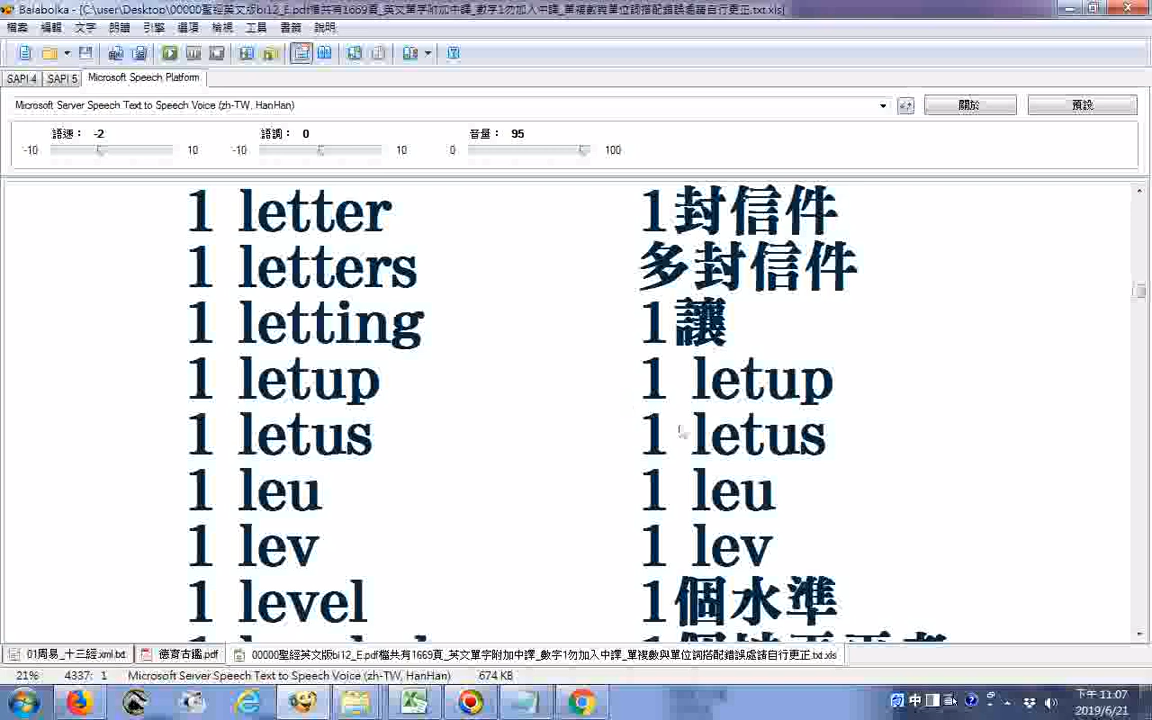 Balabolka - [C:\user\Desktop\00000聖經英文版bi12_E.pdf檔共有1669頁_英文單字附加中譯_數字1勿加入中譯_單複數與單位詞搭配錯誤處請自行更正.txt.xls]
檔案 編輯 文字 朗讀 引擎 選項 檢視 工具 書籤 說明
SAPI 4 SAPI 5 Microsoft Speech Platform
Microsoft Server Speech Text to Speech Voice (zh-TW, HanHan) 關於 預設
語速： -2 語調： 0 音量： 95
-10 10 -10 10 0 100
1 letter 1封信件
1 letters 多封信件
1 letting 1讓
1 letup 1 letup
1 letus 1 letus
1 leu 1 leu
1 lev 1 lev
1 level 1個水準
01周易_十三經.xml.txt 德育古鑑.pdf 00000聖經英文版bi12_E.pdf檔共有1669頁_英文單字附加中譯_數字1勿加入中譯_單複數與單位詞搭配錯誤處請自行更正.txt.xls
21% 4337: 1 Microsoft Server Speech Text to Speech Voice (zh-TW, HanHan) 674 KB
中 下午 11:07
2019/6/21